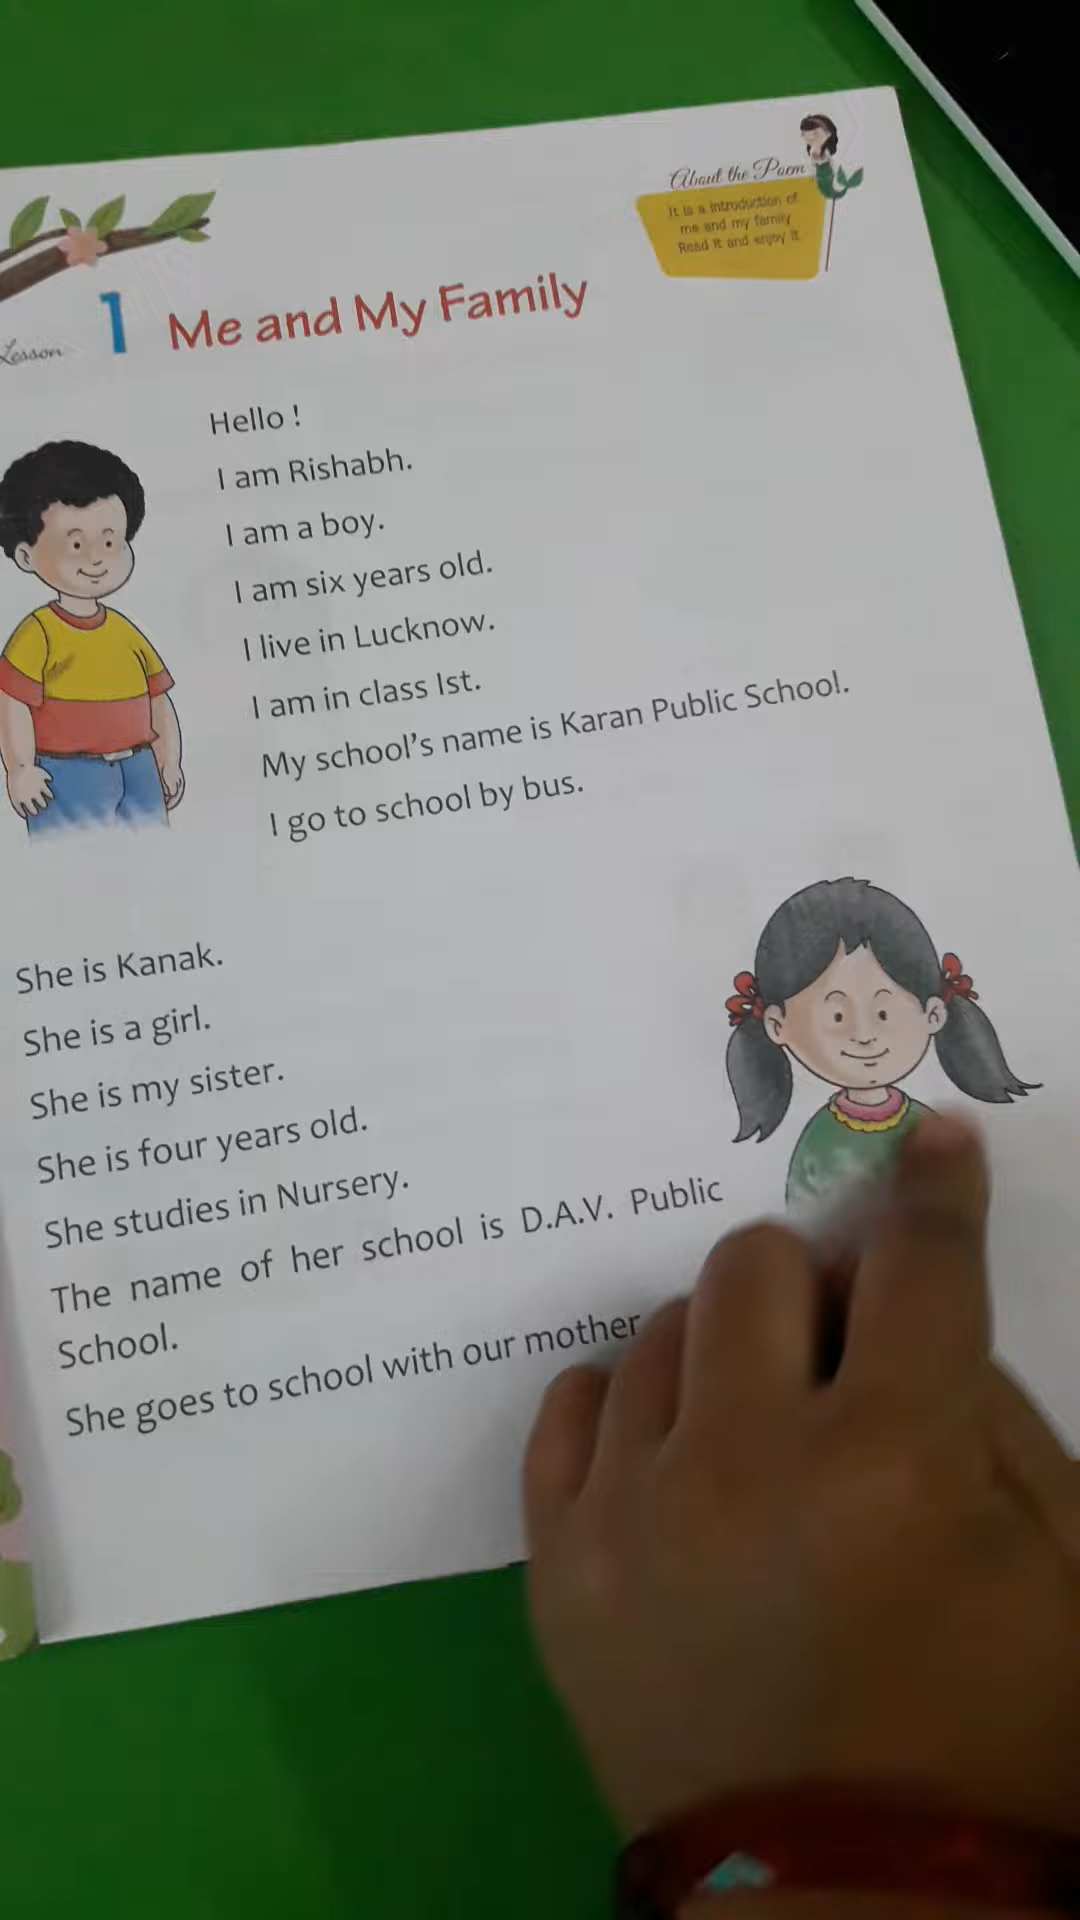 About the Poem
It is a introduction of
me and my family
Read it and enjoy it
Lesson 1 Me and My Family
Hello !
I am Rishabh.
I am a boy.
I am six years old.
I live in Lucknow.
I am in class Ist.
My school's name is Karan Public School.
I go to school by bus.
She is Kanak.
She is a girl.
She is my sister.
She is four years old.
She studies in Nursery.
The name of her school is D.A.V. Public
School.
She goes to school with our mother